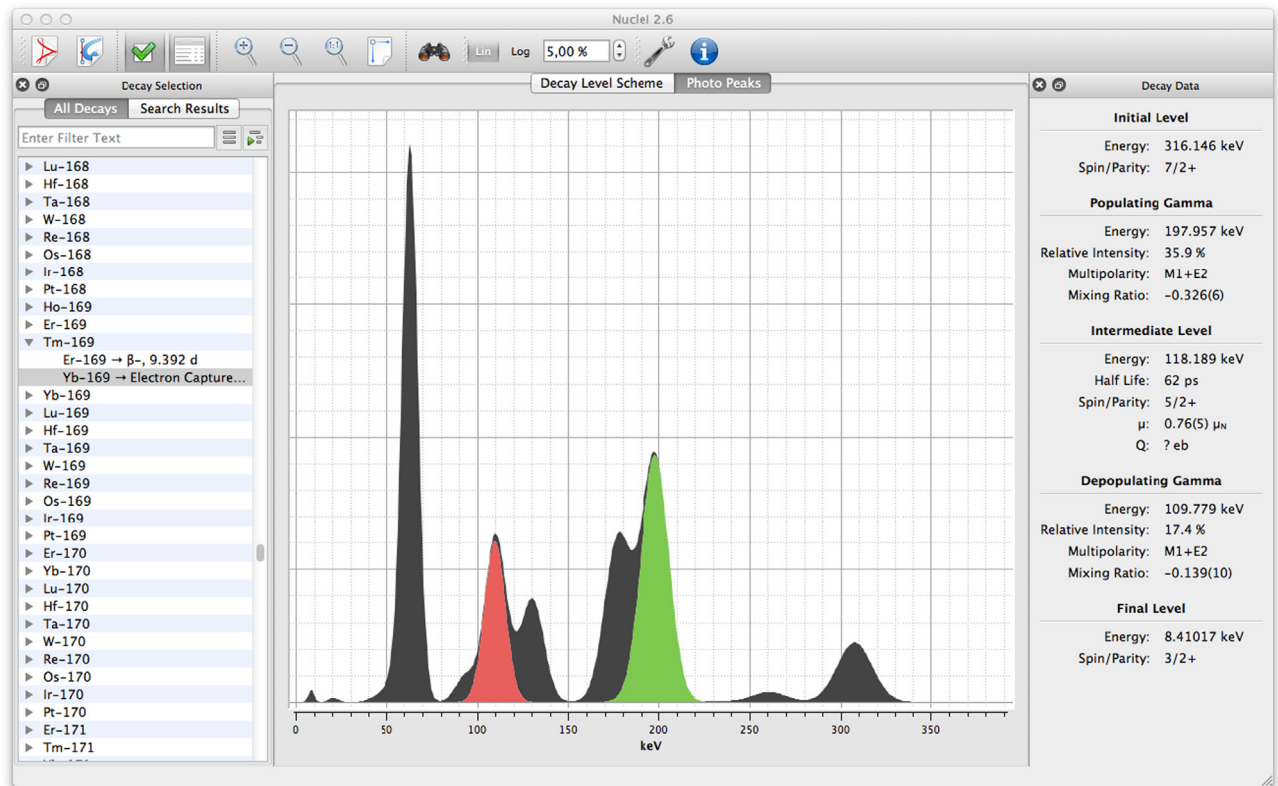 Nuclei 2.6
Lin Log 5,00 %
Decay Selection
All Decays Search Results
Enter Filter Text
Lu-168
Hf-168
Ta-168
W-168
Re-168
Os-168
Ir-168
Pt-168
Ho-169
Er-169
Tm-169
Er-169 → β-, 9.392 d
Yb-169 → Electron Capture...
Yb-169
Lu-169
Hf-169
Ta-169
W-169
Re-169
Os-169
Ir-169
Pt-169
Er-170
Yb-170
Lu-170
Hf-170
Ta-170
W-170
Re-170
Os-170
Ir-170
Pt-170
Er-171
Tm-171
Decay Level Scheme Photo Peaks
0 50 100 150 200 250 300 350
keV
Decay Data
Initial Level
Energy: 316.146 keV
Spin/Parity: 7/2+
Populating Gamma
Energy: 197.957 keV
Relative Intensity: 35.9 %
Multipolarity: M1+E2
Mixing Ratio: -0.326(6)
Intermediate Level
Energy: 118.189 keV
Half Life: 62 ps
Spin/Parity: 5/2+
μ: 0.76(5) μN
Q: ? eb
Depopulating Gamma
Energy: 109.779 keV
Relative Intensity: 17.4 %
Multipolarity: M1+E2
Mixing Ratio: -0.139(10)
Final Level
Energy: 8.41017 keV
Spin/Parity: 3/2+